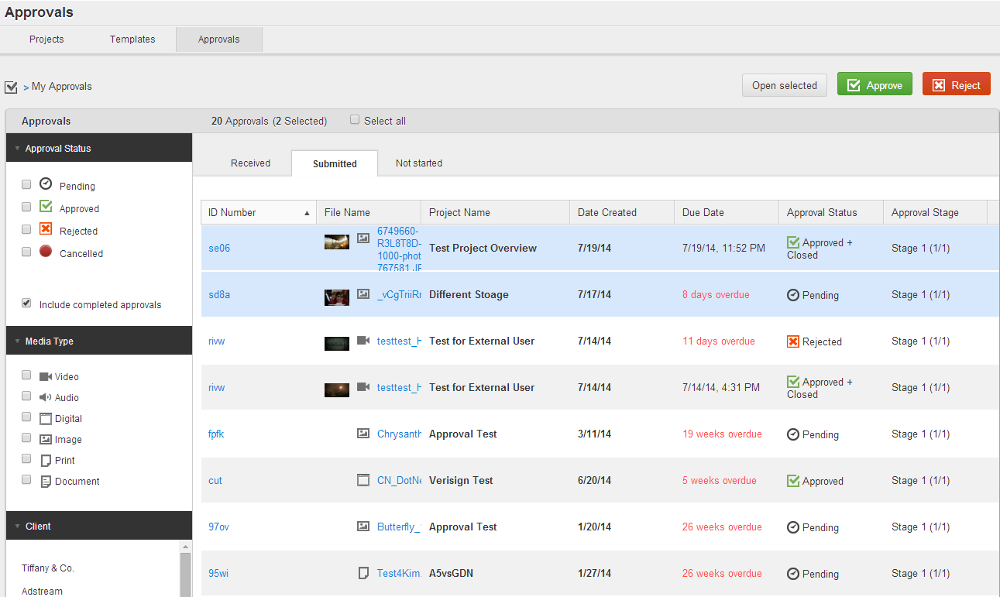 Approvals
Projects Templates Approvals
> My Approvals
Open selected Approve Reject
Approvals
20 Approvals (2 Selected) Select all
Approval Status
Pending
Approved
Rejected
Cancelled
Include completed approvals
Media Type
Video
Audio
Digital
Image
Print
Document
Client
Tiffany & Co.
Adstream
Received Submitted Not started
ID Number File Name Project Name Date Created Due Date Approval Status Approval Stage
se06 6749660-
R3L8T8D-
1000-phot
767581.JF
Test Project Overview 7/19/14 7/19/14, 11:52 PM Approved +
Closed
Stage 1 (1/1)
sd8a _vCgTriiRr Different Stoage 7/17/14 8 days overdue Pending Stage 1 (1/1)
rivw testtest_H Test for External User 7/14/14 11 days overdue Rejected Stage 1 (1/1)
rivw testtest_H Test for External User 7/14/14 7/14/14, 4:31 PM Approved +
Closed
Stage 1 (1/1)
fpfk Chrysanth Approval Test 3/11/14 19 weeks overdue Pending Stage 1 (1/1)
cut CN_DotNe Verisign Test 6/20/14 5 weeks overdue Approved Stage 1 (1/1)
97ov Butterfly_ Approval Test 1/20/14 26 weeks overdue Pending Stage 1 (1/1)
95wi Test4Kim. A5vsGDN 1/27/14 26 weeks overdue Pending Stage 1 (1/1)